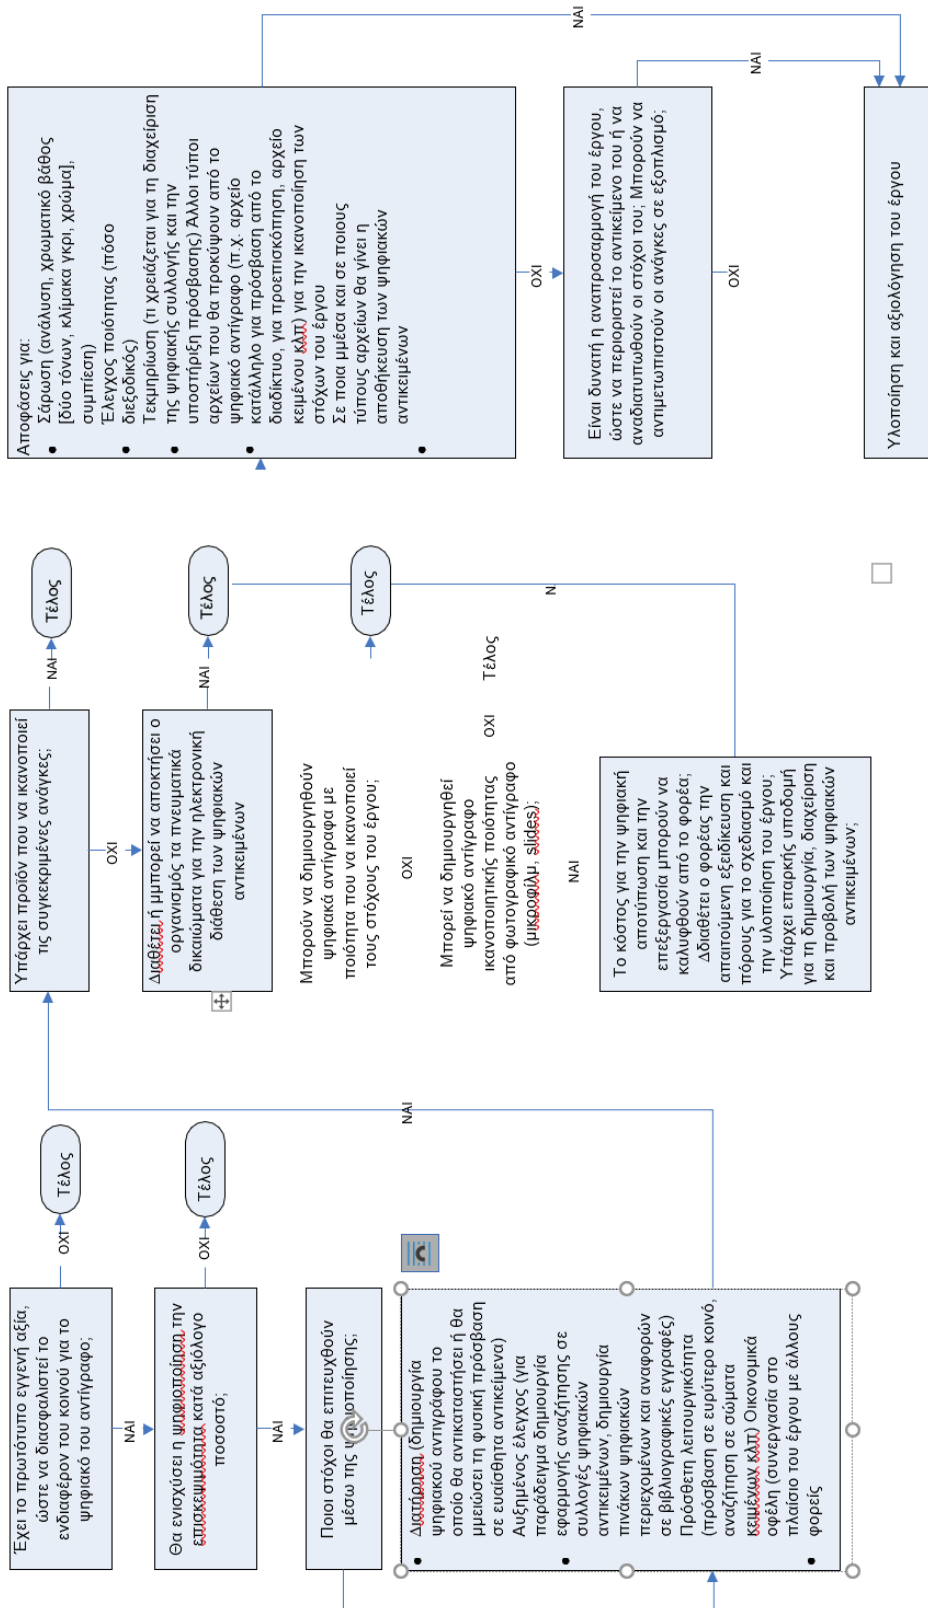 Έχει το πρωτότυπο εγγενή αξία,
ώστε να διασφαλιστεί το
ενδιαφέρον του κοινού για το
ψηφιακό του αντίγραφο;
ΟΧΙ
Τέλος
ΝΑΙ
Θα ενισχύσει η ψηφιοποίηση την
επισκεψιμότητα κατά αξιόλογο
ποσοστό;
ΟΧΙ
Τέλος
ΝΑΙ
Ποιοι στόχοι θα επιτευχθούν
μέσω της ψηφιοποίησης;
• Διατήρηση (δημιουργία
ψηφιακού αντιγράφου το
οποίο θα αντικαταστήσει ή θα
μμειώσει τη φυσική πρόσβαση
σε ευαίσθητα αντικείμενα)
Αυξημένος έλεγχος (για
παράδειγμα δημιουργία
• εφαρμογής αναζήτησης σε
συλλογές ψηφιακών
αντικειμένων, δημιουργία
πινάκων ψηφιακών
περιεχομένων και αναφορών
σε βιβλιογραφικές εγγραφές)
Πρόσθετη λειτουργικότητα
(πρόσβαση σε ευρύτερο κοινό,
αναζήτηση σε σώματα
κειμένων κλπ) Οικονομικά
οφέλη (συνεργασία στο
πλαίσιο του έργου με άλλους
• φορείς
ΝΑΙ
Υπάρχει προϊόν που να ικανοποιεί
τις συγκεκριμένες ανάγκες;
ΝΑΙ
Τέλος
ΟΧΙ
Διαθέτει ή μμπορεί να αποκτήσει ο
οργανισμός τα πνευματικά
δικαιώματα για την ηλεκτρονική
διάθεση των ψηφιακών
αντικειμένων
ΝΑΙ
Τέλος
Μπορούν να δημιουργηθούν
ψηφιακά αντίγραφα με
ποιότητα που να ικανοποιεί
τους στόχους του έργου;
Τέλος
ΟΧΙ
Μπορεί να δημιουργηθεί
ψηφιακό αντίγραφο
ικανοποιητικής ποιότητας
από φωτογραφικό αντίγραφο
(μικροφίλμ, slides);
ΟΧΙ
Τέλος
ΝΑΙ
Το κόστος για την ψηφιακή
αποτύπωση και την
επεξεργασία μπορούν να
καλυφθούν από το φορέα;
Δδιαθέτει ο φορέας την
απαιτούμενη εξειδίκευση και
πόρους για το σχεδιασμό και
την υλοποίηση του έργου;
Υπάρχει επαρκής υποδομή
για τη δημιουργία, διαχείριση
και προβολή των ψηφιακών
αντικειμένων;
Ν
Αποφάσεις για:
• Σάρωση (ανάλυση, χρωματικό βάθος
[δύο τόνων, κλίμακα γκρι, χρώμα],
συμπίεση)
Έλεγχος ποιότητας (πόσο
• διεξοδικός)
Τεκμηρίωση (τι χρειάζεται για τη διαχείριση
• της ψηφιακής συλλογής και την
υποστήριξη πρόσβασης) Άλλοι τύποι
αρχείων που θα προκύψουν από το
ψηφιακό αντίγραφο (π.χ. αρχείο
• κατάλληλο για πρόσβαση από το
διαδίκτυο, για προεπισκόπηση, αρχείο
κειμένου κλπ) για την ικανοποίηση των
στόχων του έργου
Σε ποια μμέσα και σε ποιους
τύπους αρχείων θα γίνει η
αποθήκευση των ψηφιακών
αντικειμένων
•
ΝΑΙ
ΟΧΙ
Είναι δυνατή η αναπροσαρμογή του έργου,
ώστε να περιοριστεί το αντικείμενο του ή να
αναδιατυπωθούν οι στόχοι του; Μπορούν να
αντιμετωπιστούν οι ανάγκες σε εξοπλισμό;
ΝΑΙ
ΟΧΙ
Υλοποίηση και αξιολόγηση του έργου